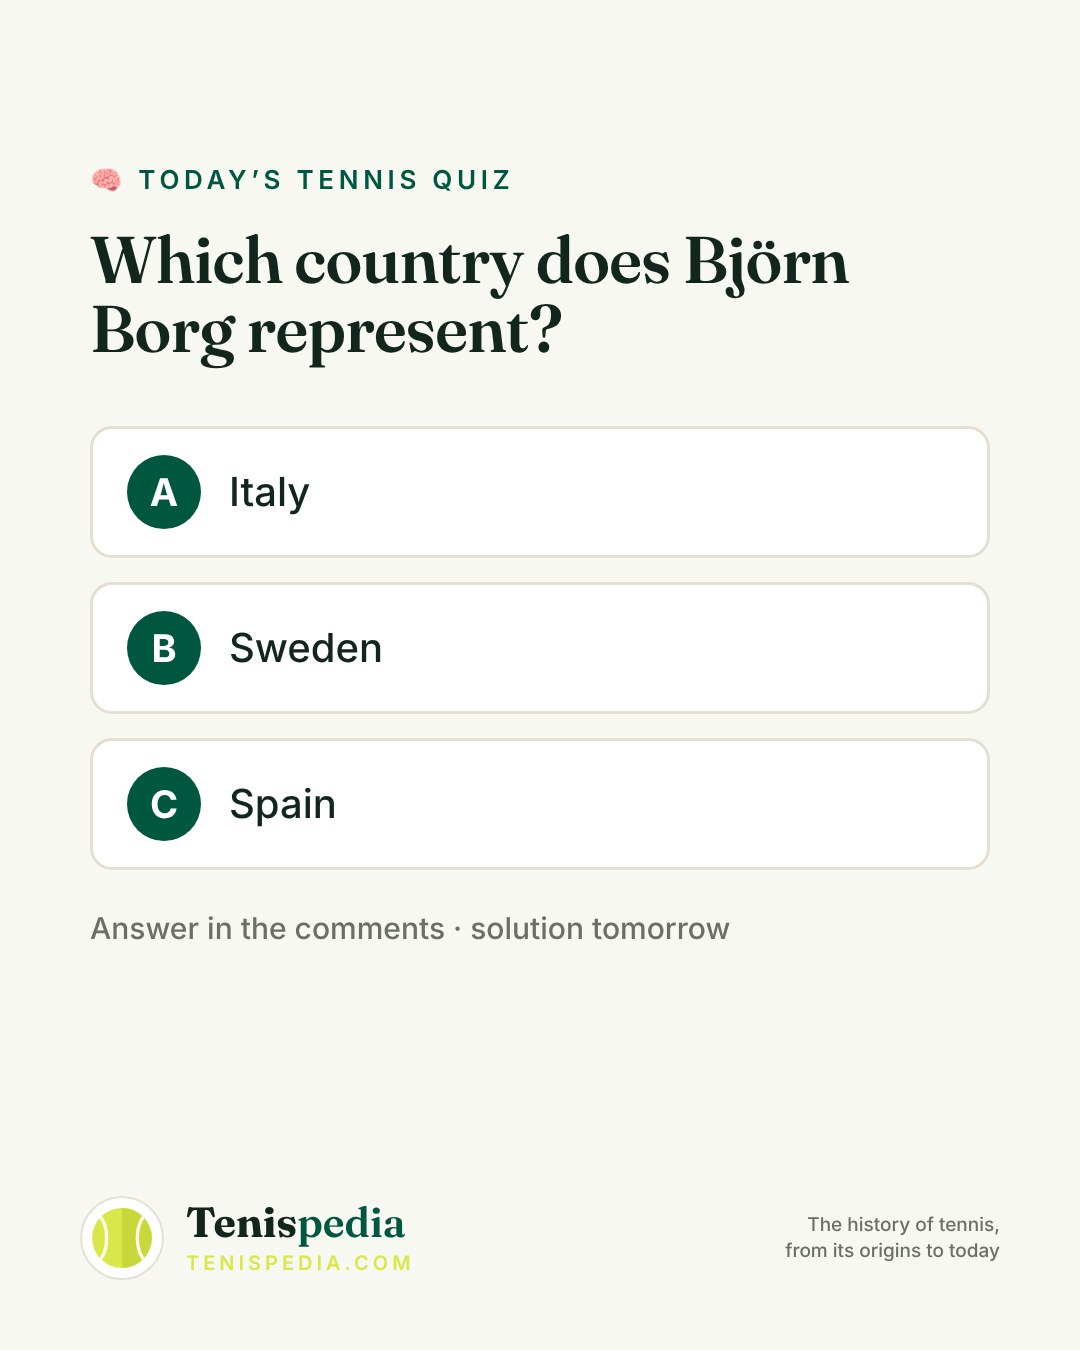 🧠 TODAY’S TENNIS QUIZ
Which country does Björn
Borg represent?
A Italy
B Sweden
C Spain
Answer in the comments · solution tomorrow
Tenispedia
TENISPEDIA.COM
The history of tennis,
from its origins to today